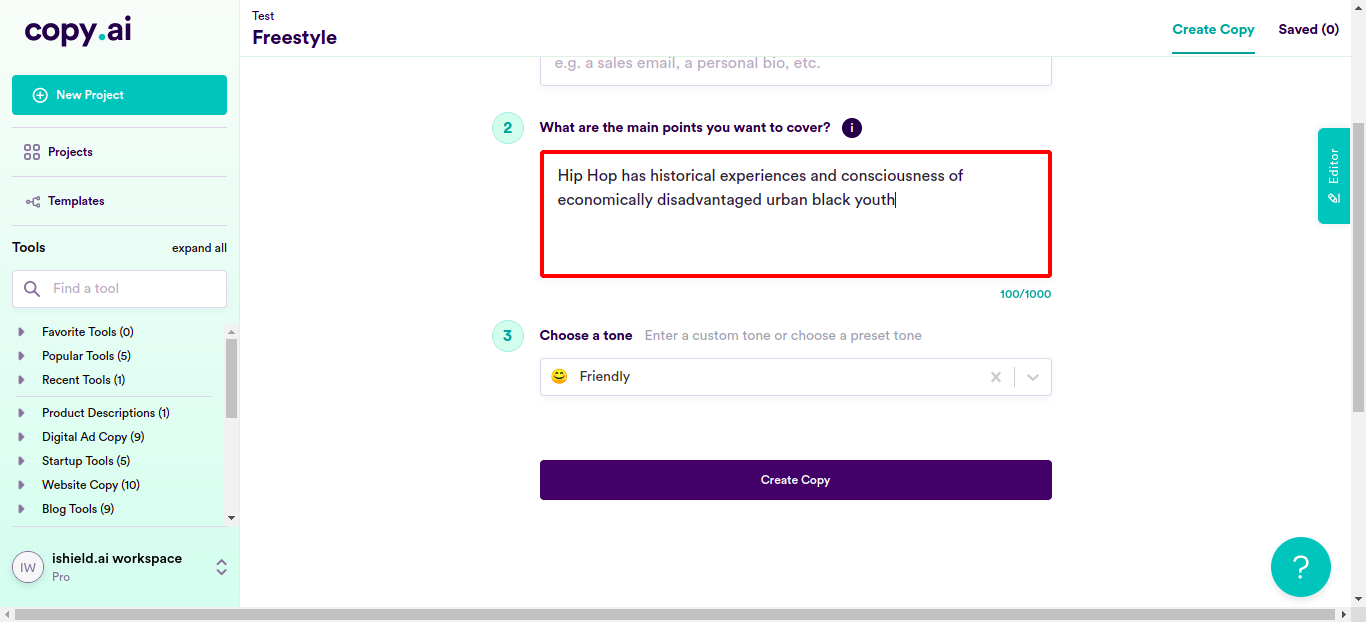 copy.ai
New Project
Projects
Templates
Tools expand all
Find a tool
Favorite Tools (0)
Popular Tools (5)
Recent Tools (1)
Product Descriptions (1)
Digital Ad Copy (9)
Startup Tools (5)
Website Copy (10)
Blog Tools (9)
IW
ishield.ai workspace
Pro
Test
Freestyle
Create Copy Saved (0)
e.g. a sales email, a personal bio, etc.
2 What are the main points you want to cover? i
Hip Hop has historical experiences and consciousness of
economically disadvantaged urban black youth
100/1000
3 Choose a tone Enter a custom tone or choose a preset tone
😊 Friendly
Create Copy
Editor
?